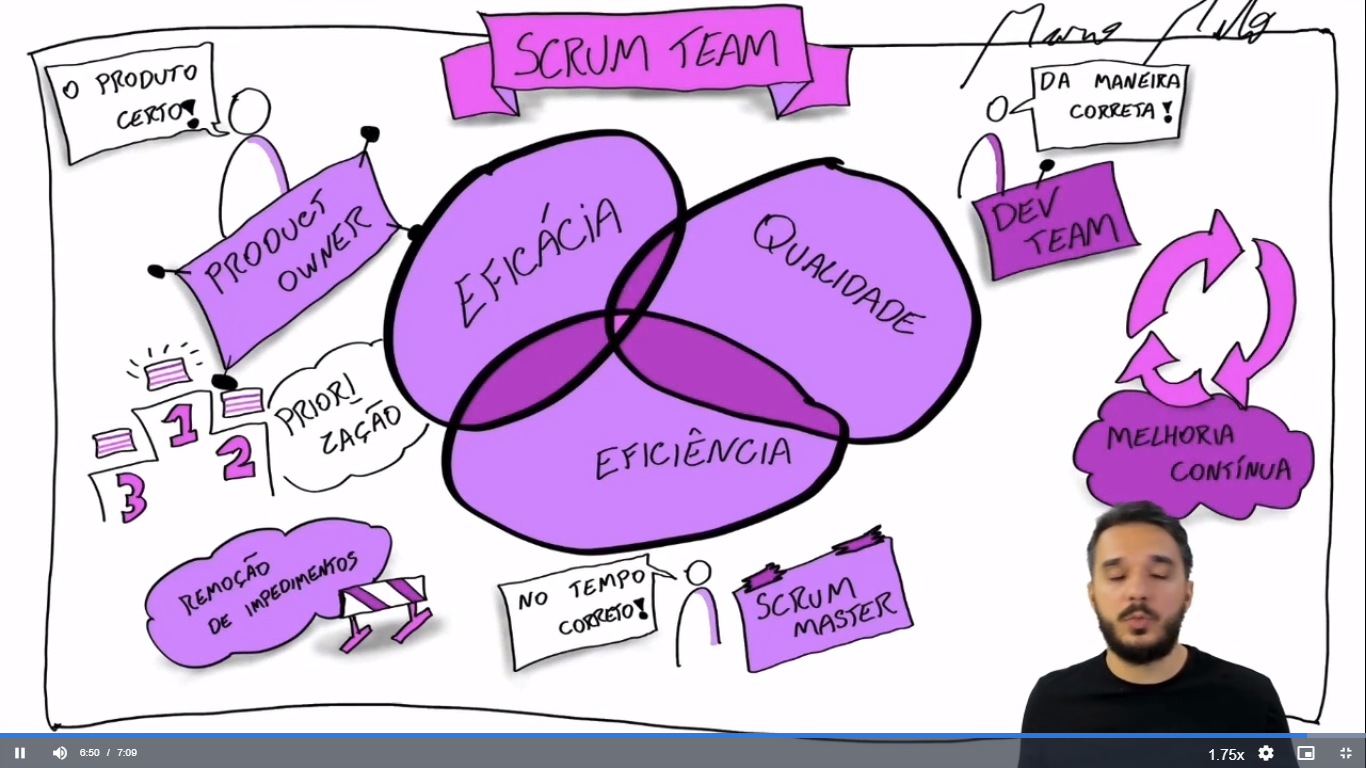 SCRUM TEAM
O PRODUTO
CERTO!
DA MANEIRA
CORRETA!
PRODUCT
OWNER
DEV
TEAM
EFICÁCIA
QUALIDADE
EFICIÊNCIA
1
2
3
PRIORI
ZAÇÃO
MELHORIA
CONTÍNUA
REMOÇÃO
DE IMPEDIMENTOS
NO TEMPO
CORRETO!
SCRUM
MASTER
6:50 / 7:09
1.75x